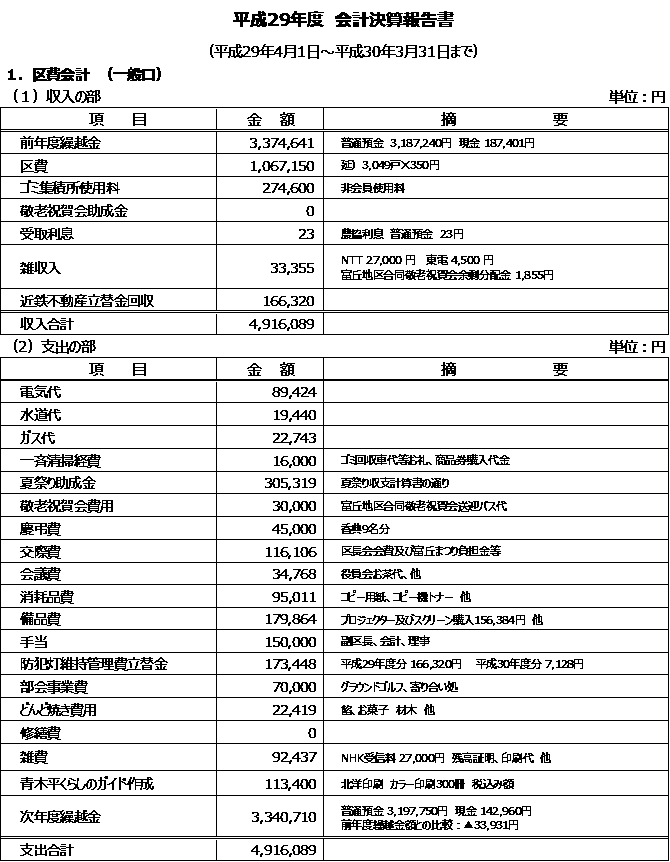 平成29年度 会計決算報告書
（平成29年4月1日～平成30年3月31日まで）
1．区費会計 （一般口）
（1）収入の部 単位：円
項 目 金 額 摘 要
前年度繰越金 3,374,641 普通預金 3,187,240円 現金 187,401円
区費 1,067,150 延） 3,049戸×350円
ゴミ集積所使用料 274,600 非会員使用料
敬老祝賀会助成金 0
受取利息 23 農協利息 普通預金 23円
雑収入 33,355 NTT 27,000 円 東電 4,500 円
富丘地区合同敬老祝賀会余剰分配金 1,855円
近鉄不動産立替金回収 166,320
収入合計 4,916,089
(2）支出の部 単位：円
項 目 金 額 摘 要
電気代 89,424
水道代 19,440
ガス代 22,743
一斉清掃経費 16,000 ゴミ回収車代等お礼、商品券購入代金
夏祭り助成金 305,319 夏祭り収支計算書の通り
敬老祝賀会費用 30,000 富丘地区合同敬老祝賀会送迎バス代
慶弔費 45,000 香典9名分
交際費 116,106 区長会会費及び富丘まつり負担金等
会議費 34,768 役員会お茶代、他
消耗品費 95,011 コピー用紙、コピー機トナー 他
備品費 179,864 プロジェクター及びスクリーン購入156,384円 他
手当 150,000 副区長、会計、理事
防犯灯維持管理費立替金 173,448 平成29年度分 166,320円 平成30年度分 7,128円
部会事業費 70,000 グラウンドゴルフ、寄り合い処
どんど焼き費用 22,419 餡、お菓子 材木 他
修繕費 0
雑費 92,437 NHK受信料 27,000円 残高証明、印刷代 他
青木平くらしのガイド作成 113,400 北洋印刷 カラー印刷300冊 税込み額
次年度繰越金 3,340,710 普通預金 3,197,750円 現金 142,960円
前年度繰越金額との比較：▲33,931円
支出合計 4,916,089